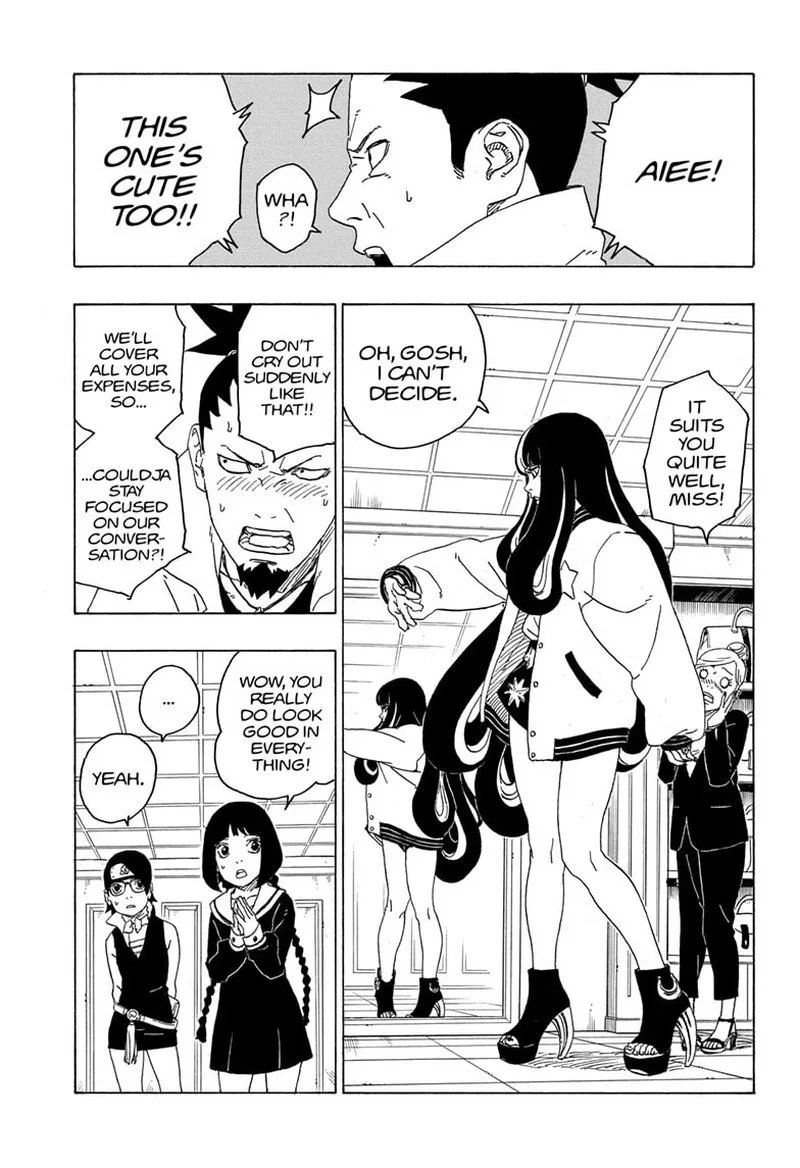 THIS
ONE'S
CUTE
TOO!!
WHA
?!
AIEE!
WE'LL
COVER
ALL YOUR
EXPENSES,
SO...
DON'T
CRY OUT
SUDDENLY
LIKE
THAT!!
...COULDJA
STAY
FOCUSED
ON OUR
CONVER-
SATION?!
OH, GOSH,
I CAN'T
DECIDE.
IT
SUITS
YOU
QUITE
WELL,
MISS!
WOW, YOU
REALLY
DO LOOK
GOOD IN
EVERY-
THING!
...
YEAH.